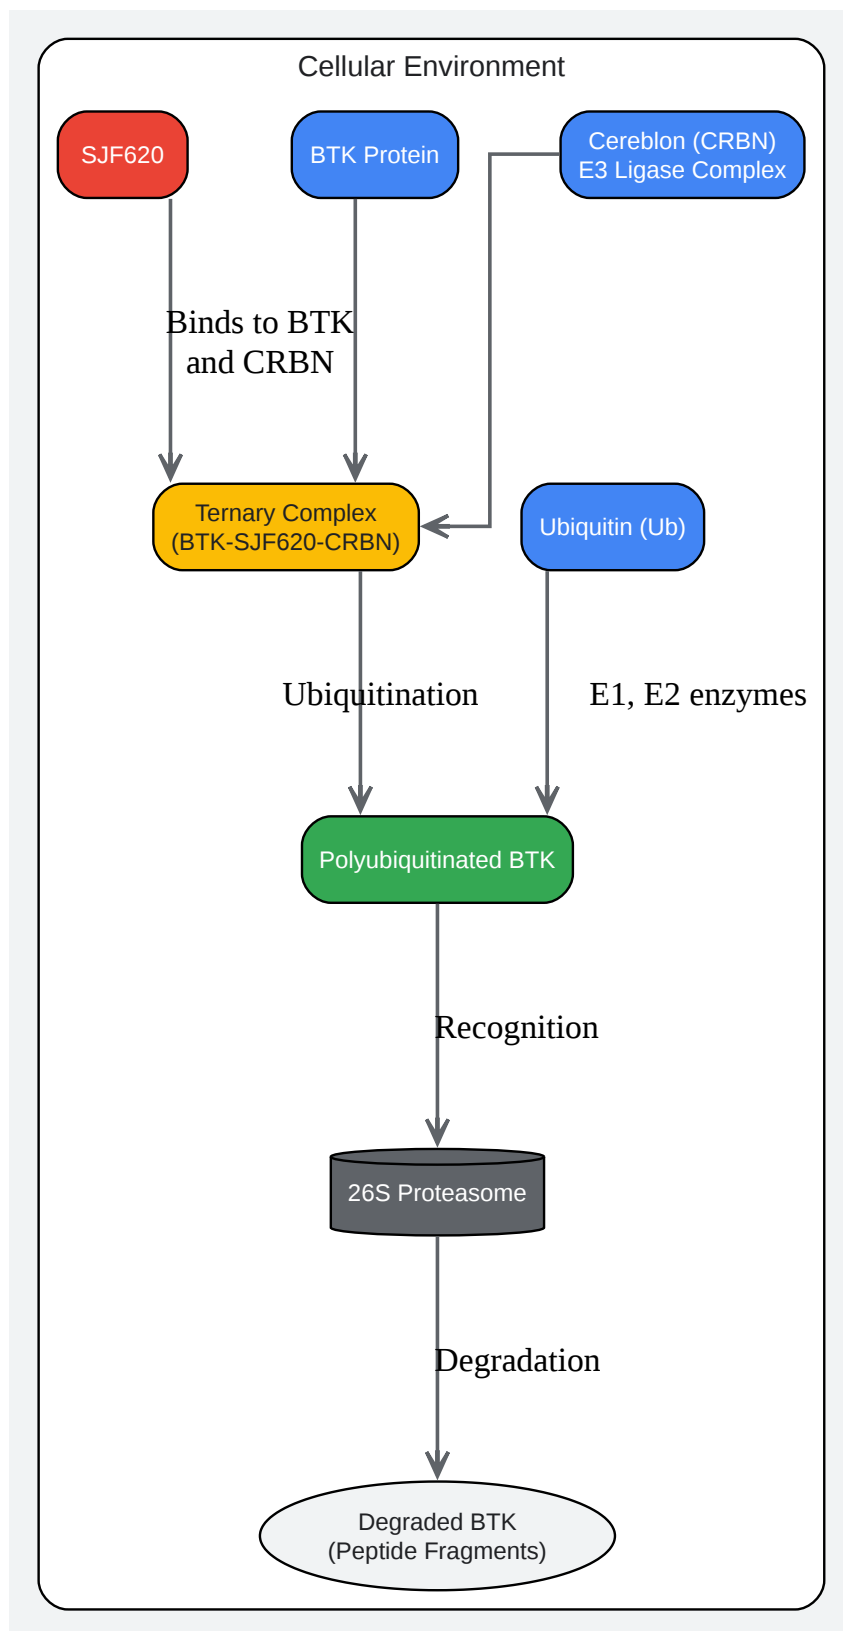 Cellular Environment
SJF620
BTK Protein
Cereblon (CRBN)
E3 Ligase Complex
Binds to BTK
and CRBN
Ternary Complex
(BTK-SJF620-CRBN)
Ubiquitin (Ub)
Ubiquitination
E1, E2 enzymes
Polyubiquitinated BTK
Recognition
26S Proteasome
Degradation
Degraded BTK
(Peptide Fragments)